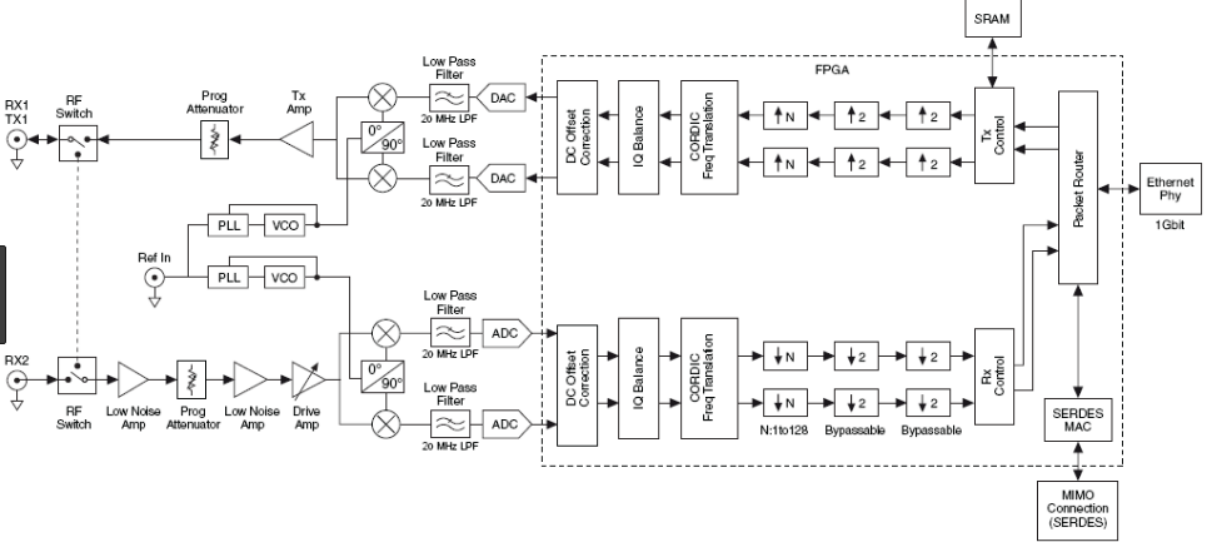 SRAM
FPGA
RX1
TX1
RF
Switch
Prog
Attenuator
Tx
Amp
Low Pass
Filter
20 MHz LPF
DAC
0°
90°
Low Pass
Filter
20 MHz LPF
DAC
DC Offset
Correction
IQ Balance
CORDIC
Freq Translation
↑ N
↑ 2
↑ 2
↑ N
↑ 2
↑ 2
Tx
Control
Packet Router
Ethernet
Phy
1Gbit
PLL
VCO
Ref In
PLL
VCO
RX2
RF
Switch
Low Noise
Amp
Prog
Attenuator
Low Noise
Amp
Drive
Amp
0°
90°
Low Pass
Filter
20 MHz LPF
ADC
Low Pass
Filter
20 MHz LPF
ADC
DC Offset
Correction
IQ Balance
CORDIC
Freq Translation
↓ N
↓ 2
↓ 2
↓ N
↓ 2
↓ 2
N:1to128
Bypassable
Bypassable
Rx
Control
SERDES
MAC
MIMO
Connection
(SERDES)